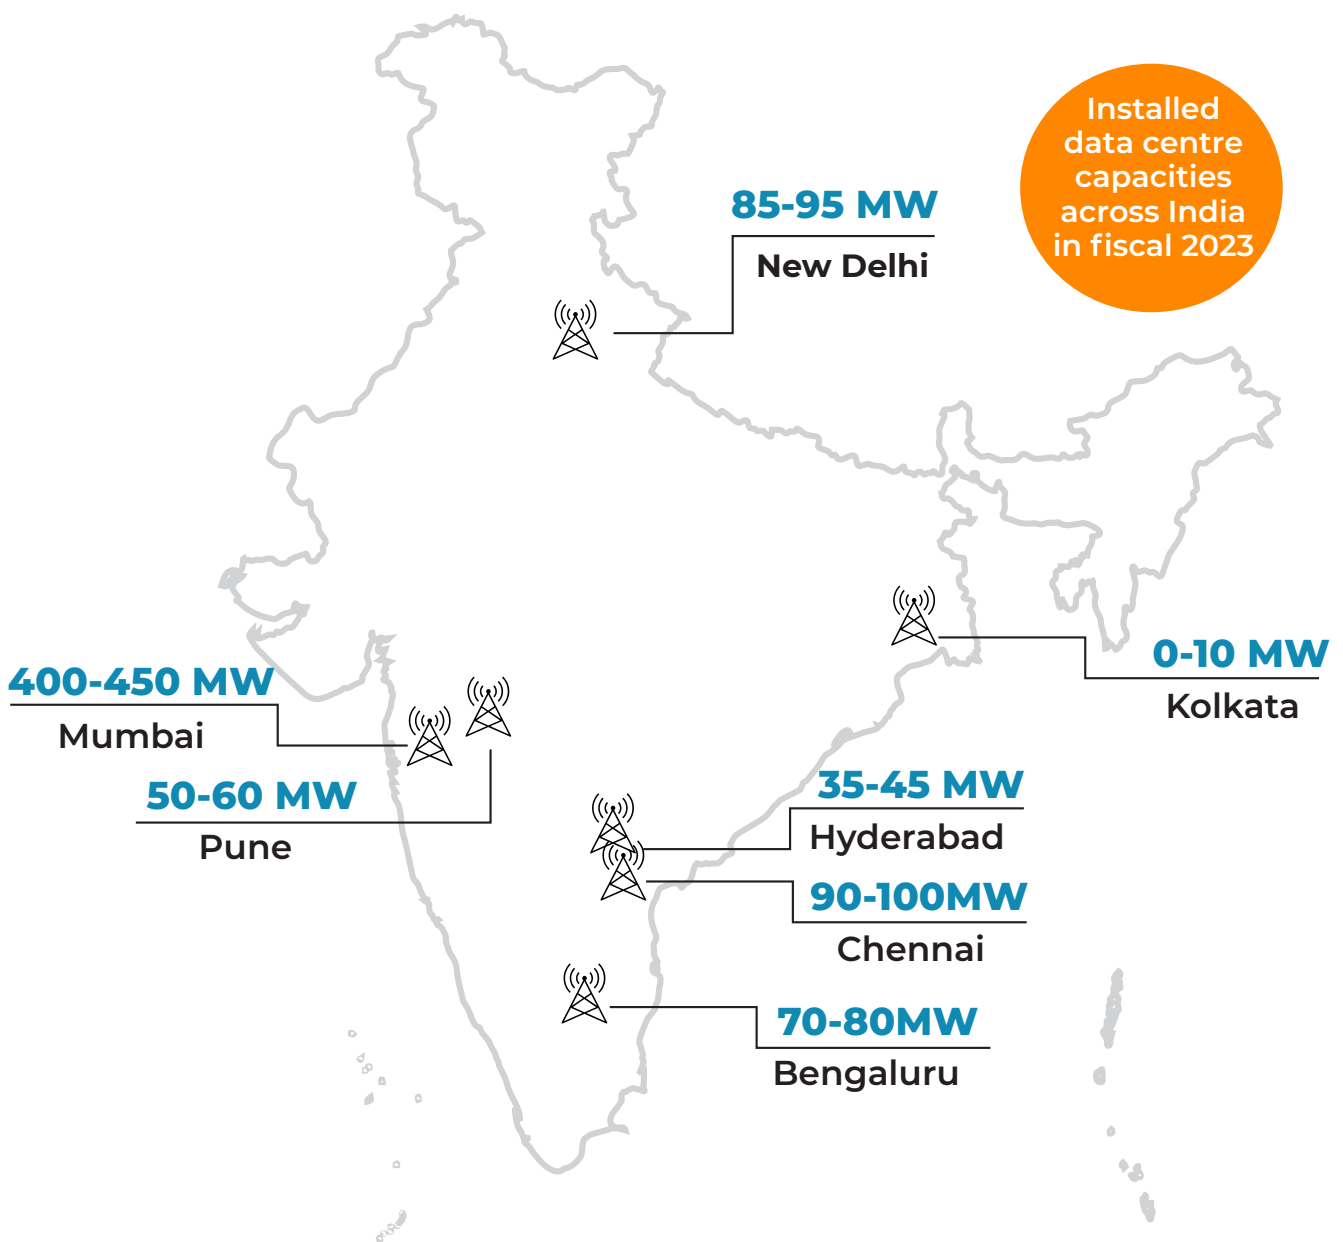 Installed
data centre
capacities
across India
in fiscal 2023
85-95 MW
New Delhi
0-10 MW
Kolkata
400-450 MW
Mumbai
50-60 MW
Pune
35-45 MW
Hyderabad
90-100MW
Chennai
70-80MW
Bengaluru